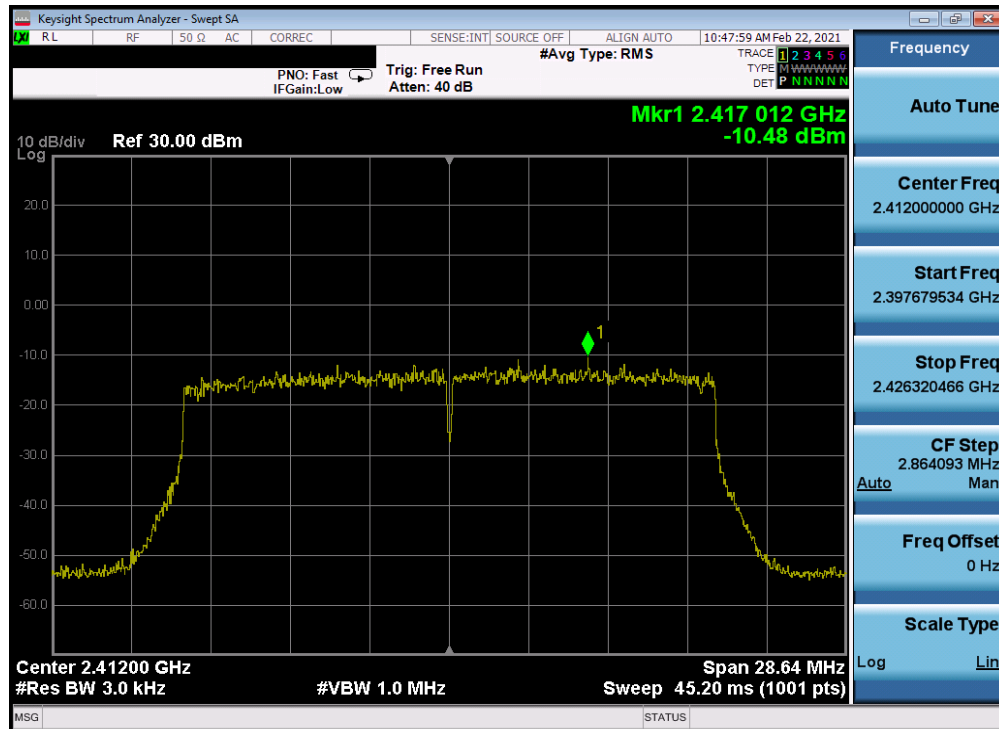 Keysight Spectrum Analyzer - Swept SA
LXI RL RF 50 Ω AC CORREC SENSE:INT SOURCE OFF ALIGN AUTO 10:47:59 AM Feb 22, 2021
#Avg Type: RMS
TRACE 1 2 3 4 5 6
PNO: Fast Trig: Free Run TYPE M WWWWW
IFGain:Low Atten: 40 dB DET P N N N N N
Mkr1 2.417 012 GHz
-10.48 dBm
10 dB/div Ref 30.00 dBm
Log
20.0
10.0
0.00
1
-10.0
-20.0
-30.0
-40.0
-50.0
-60.0
Center 2.41200 GHz Span 28.64 MHz
#Res BW 3.0 kHz #VBW 1.0 MHz Sweep 45.20 ms (1001 pts)
MSG STATUS
Frequency
Auto Tune
Center Freq
2.412000000 GHz
Start Freq
2.397679534 GHz
Stop Freq
2.426320466 GHz
CF Step
2.864093 MHz
Auto Man
Freq Offset
0 Hz
Scale Type
Log Lin